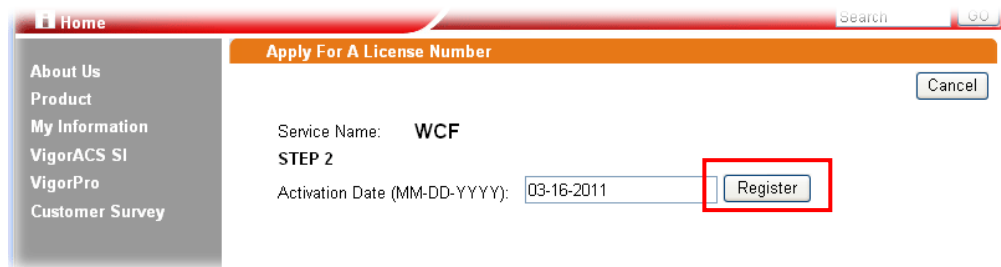 Home
Search
GO
Apply For A License Number
About Us
Product
My Information
VigorACS SI
VigorPro
Customer Survey
Cancel
Service Name: WCF
STEP 2
Activation Date (MM-DD-YYYY): 03-16-2011 Register